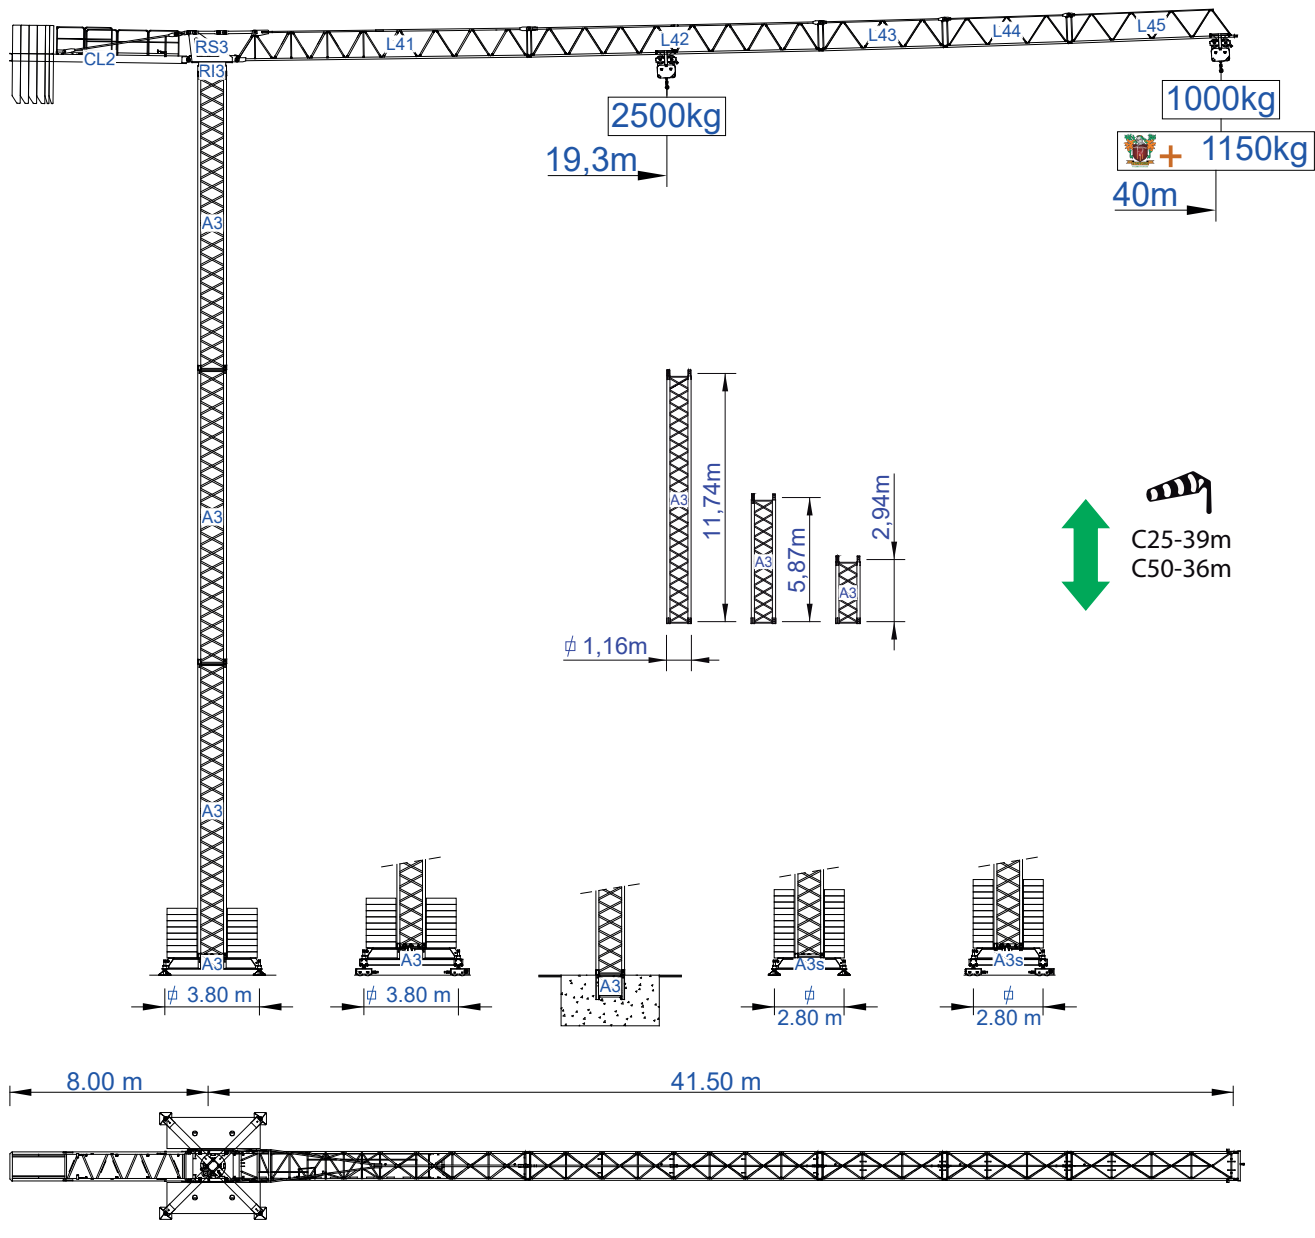 CL2
RS3
RI3
L41
L42
L43
L44
L45
2500kg
19,3m
1000kg
+ 1150kg
40m
A3
A3
A3
A3
A3
11,74m
A3
5,87m
A3
2,94m
⌀ 1,16m
C25-39m
C50-36m
A3
A3
A3s
A3s
⌀ 3.80 m
⌀ 3.80 m
⌀
2.80 m
⌀
2.80 m
8.00 m
41.50 m